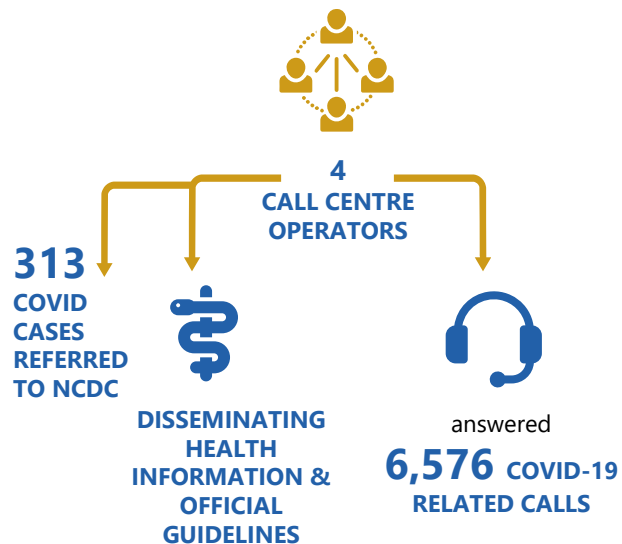 4
CALL CENTRE
OPERATORS
313
COVID
CASES
REFERRED
TO NCDC
DISSEMINATING
HEALTH
INFORMATION &
OFFICIAL
GUIDELINES
answered
6,576 COVID-19
RELATED CALLS